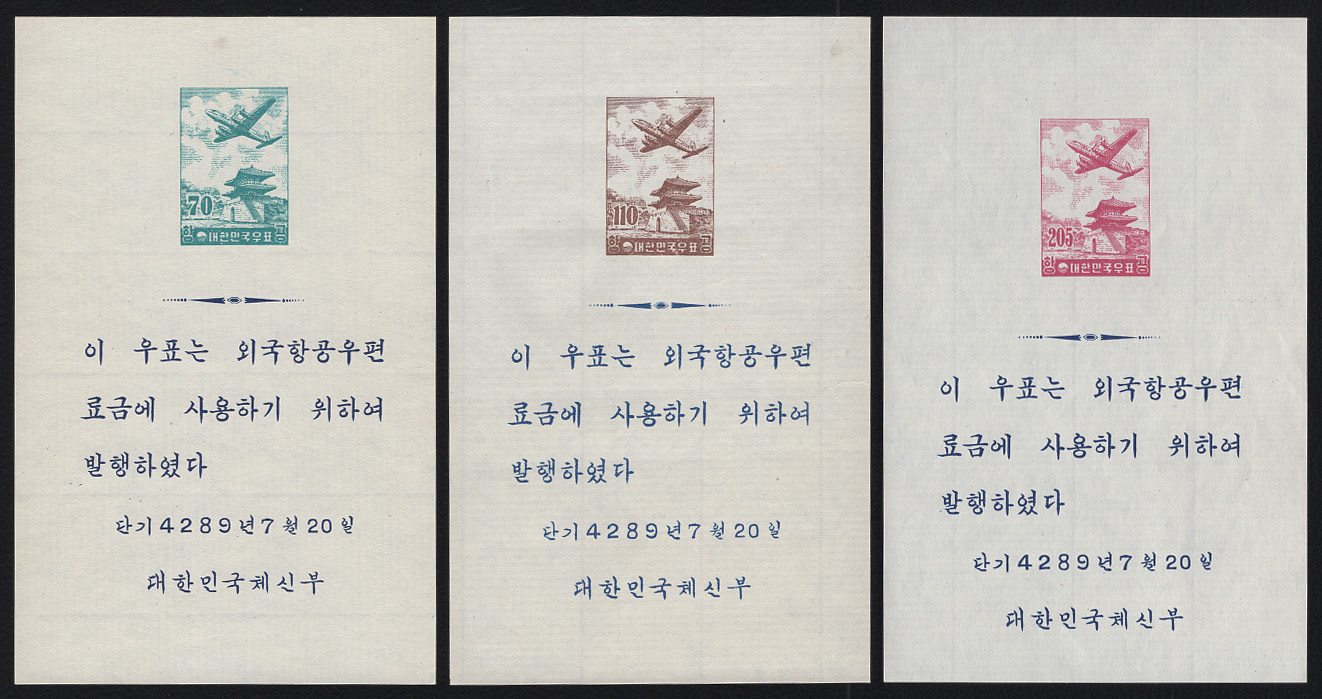 70
항 대한민국우표 공
이 우표는 외국항공우편
료금에 사용하기 위하여
발행하였다
단기 4289년 7월 20일
대한민국체신부
110
항 대한민국우표 공
이 우표는 외국항공우편
료금에 사용하기 위하여
발행하였다
단기 4289년 7월 20일
대한민국체신부
205
항 대한민국우표 공
이 우표는 외국항공우편
료금에 사용하기 위하여
발행하였다
단기 4289년 7월 20일
대한민국체신부